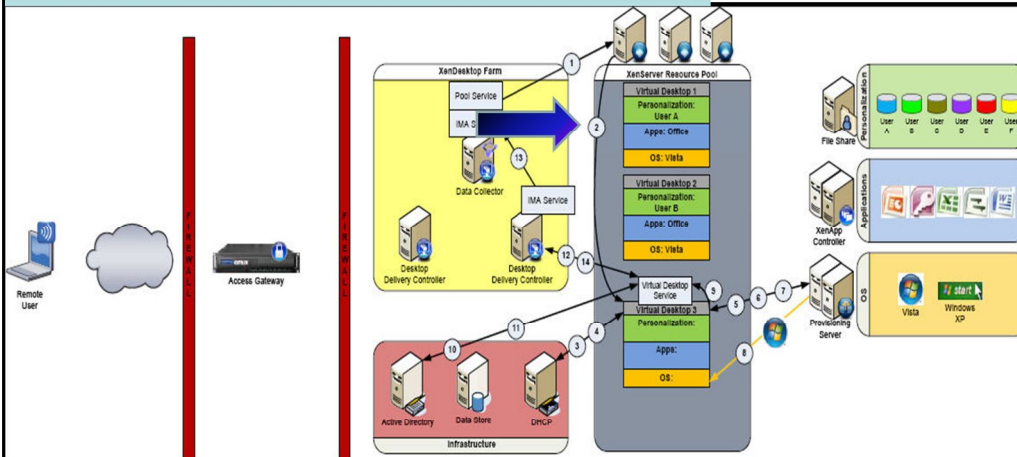 XenDesktop Farm
Pool Service
IMA S
Data Collector
IMA Service
Desktop
Delivery Controller
Desktop
Delivery Controller
1
2
13
12
14
XenServer Resource Pool
Virtual Desktop 1
Personalization:
User A
Apps: Office
OS: Vista
Virtual Desktop 2
Personalization:
User B
Apps: Office
OS: Vista
Virtual Desktop
Service
Virtual Desktop 3
Personalization:
Apps:
OS:
9
5
6
7
8
11
10
3
4
Remote
User
FIREWALL
Access Gateway
FIREWALL
Active Directory
Data Store
DHCP
Infrastructure
File Share
Personalization
User
A
User
B
User
C
User
D
User
E
User
F
XenApp
Controller
Applications
Provisioning
Server
OS
Vista
start
Windows
XP